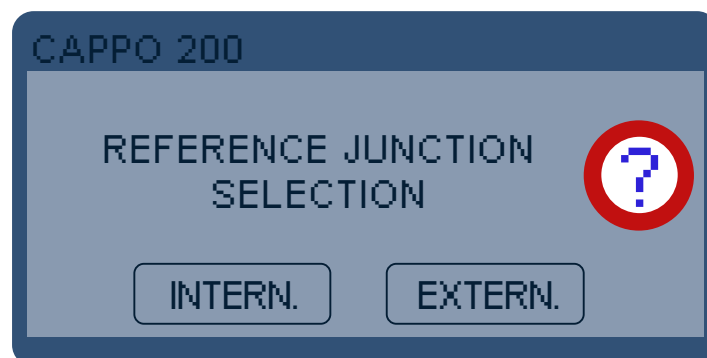 CAPPO 200
REFERENCE JUNCTION
SELECTION
?
INTERN. EXTERN.